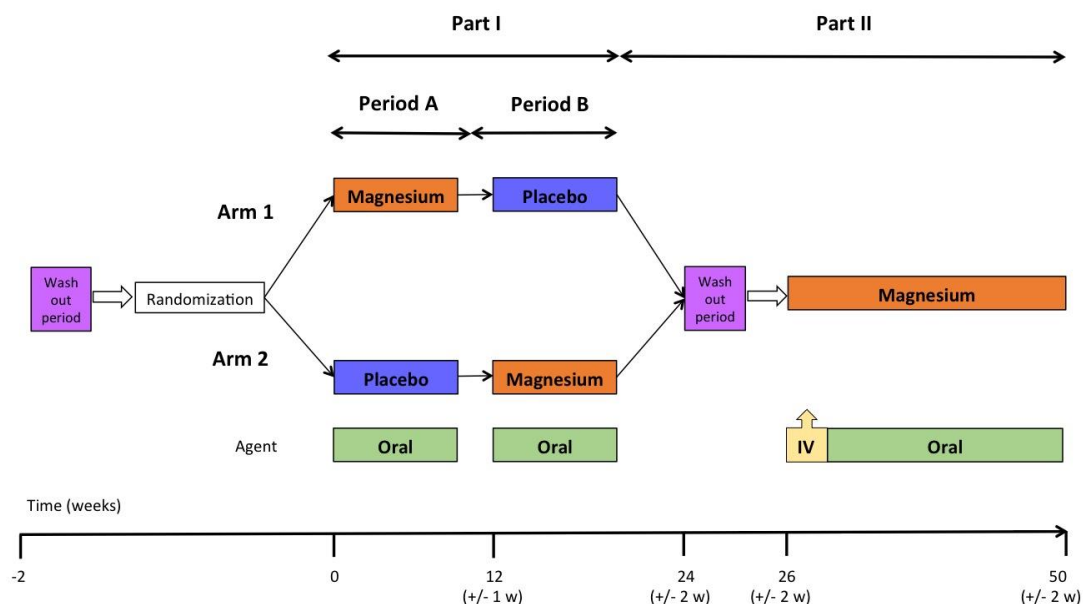 Part I
Part II
Period A
Period B
Magnesium
Placebo
Arm 1
Wash
out
period
Randomization
Wash
out
period
Magnesium
Arm 2
Placebo
Magnesium
Agent
Oral
Oral
IV
Oral
Time (weeks)
-2
0
12
24
26
50
(+/- 1 w)
(+/- 2 w)
(+/- 2 w)
(+/- 2 w)